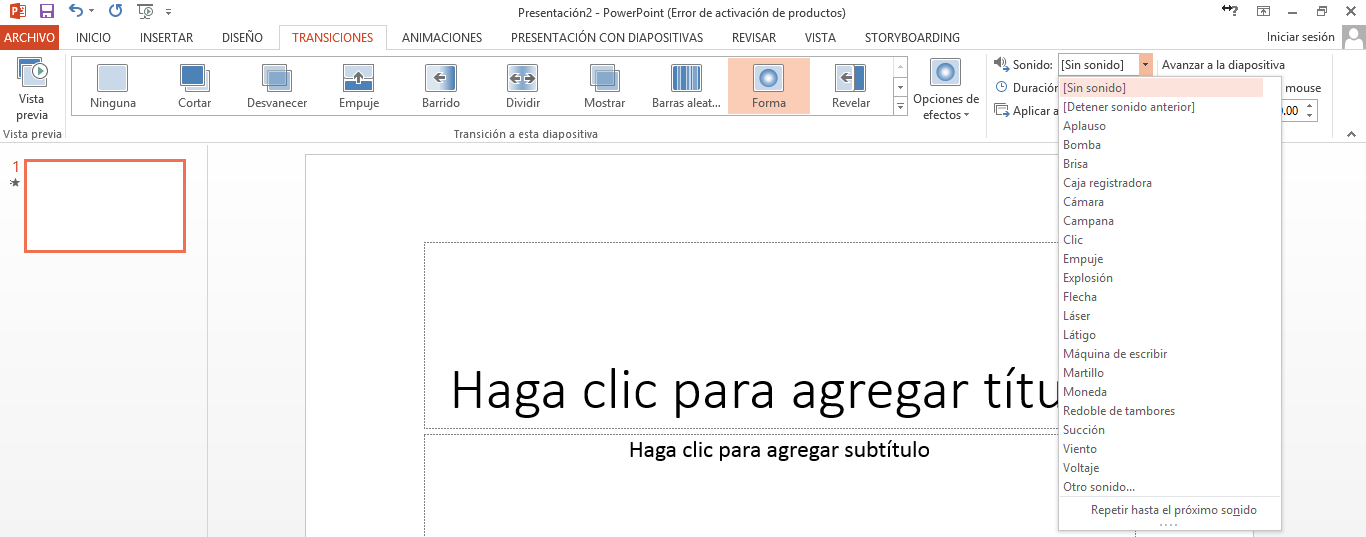 Presentación2 - PowerPoint (Error de activación de productos)
ARCHIVO INICIO INSERTAR DISEÑO TRANSICIONES ANIMACIONES PRESENTACIÓN CON DIAPOSITIVAS REVISAR VISTA STORYBOARDING Iniciar sesión
Vista previa
Ninguna Cortar Desvanecer Empuje Barrido Dividir Mostrar Barras aleat... Forma Revelar
Opciones de efectos
Sonido: [Sin sonido] Avanzar a la diapositiva
Duración mouse
Aplicar a 0.00
Vista previa Transición a esta diapositiva
[Sin sonido]
[Detener sonido anterior]
Aplauso
Bomba
Brisa
Caja registradora
Cámara
Campana
Clic
Empuje
Explosión
Flecha
Láser
Látigo
Máquina de escribir
Martillo
Moneda
Redoble de tambores
Succión
Viento
Voltaje
Otro sonido...
Repetir hasta el próximo sonido
1
Haga clic para agregar títu
Haga clic para agregar subtítulo